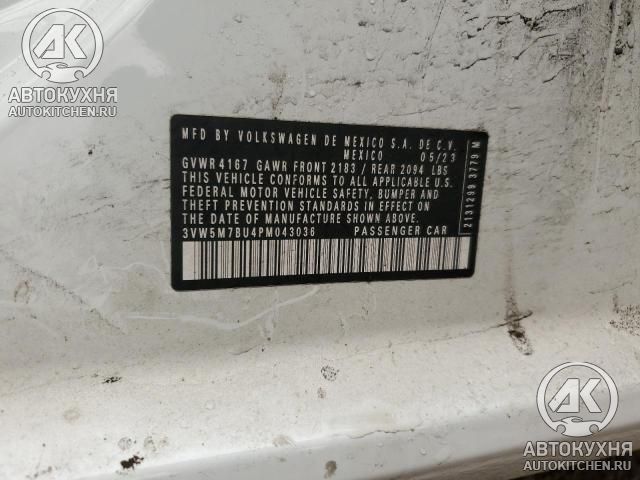 AK
АВТОКУХНЯ
AUTOKITCHEN.RU
MFD BY VOLKSWAGEN DE MEXICO S.A. DE C.V.
MEXICO 05/23
GVWR 4167 GAWR FRONT 2183 / REAR 2094 LBS
THIS VEHICLE CONFORMS TO ALL APPLICABLE U.S.
FEDERAL MOTOR VEHICLE SAFETY, BUMPER AND
THEFT PREVENTION STANDARDS IN EFFECT ON
THE DATE OF MANUFACTURE SHOWN ABOVE.
3VW5M7BU4PM043036 PASSENGER CAR
2131299 3779 M
AK
АВТОКУХНЯ
AUTOKITCHEN.RU